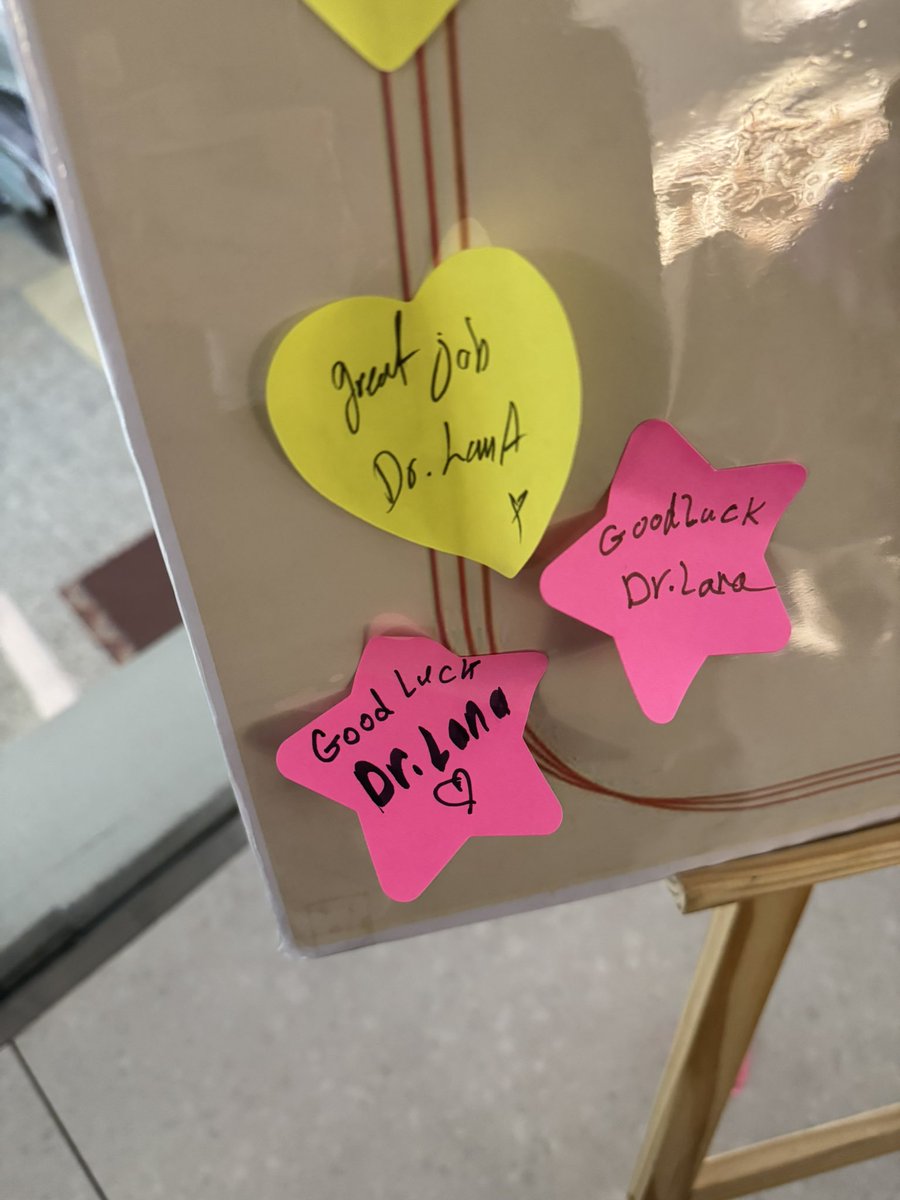 great job
Dr. LanA
GoodLuck
Dr.Lana
Good Luck
Dr.Lana